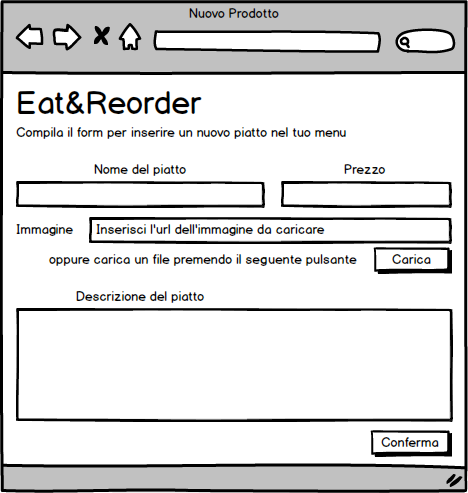 Nuovo Prodotto
Eat&Reorder
Compila il form per inserire un nuovo piatto nel tuo menu
Nome del piatto Prezzo
Immagine Inserisci l'url dell'immagine da caricare
oppure carica un file premendo il seguente pulsante Carica
Descrizione del piatto
Conferma